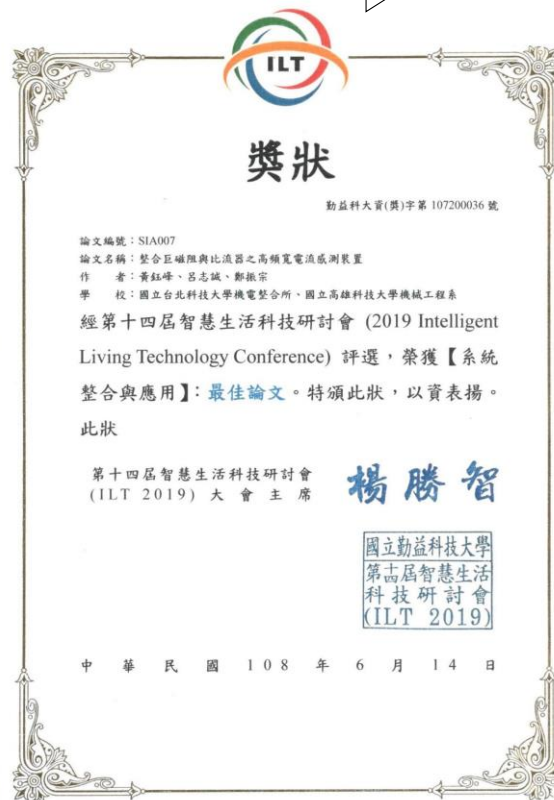 ILT
獎狀
勤益科大資(獎)字第 107200036 號
論文編號：SIA007
論文名稱：整合巨磁阻與比流器之高頻寬電流感測裝置
作　　者：黃鈺峰、呂志誠、鄭振宗
學　　校：國立台北科技大學機電整合所、國立高雄科技大學機械工程系
經第十四屆智慧生活科技研討會 (2019 Intelligent
Living Technology Conference) 評選，榮獲【系統
整合與應用】：最佳論文。特頒此狀，以資表揚。
此狀
第十四屆智慧生活科技研討會
(ILT 2019) 大 會 主 席
楊勝智
國立勤益科技大學
第十四屆智慧生活
科技研討會
(ILT 2019)
中 華 民 國 108 年 6 月 14 日